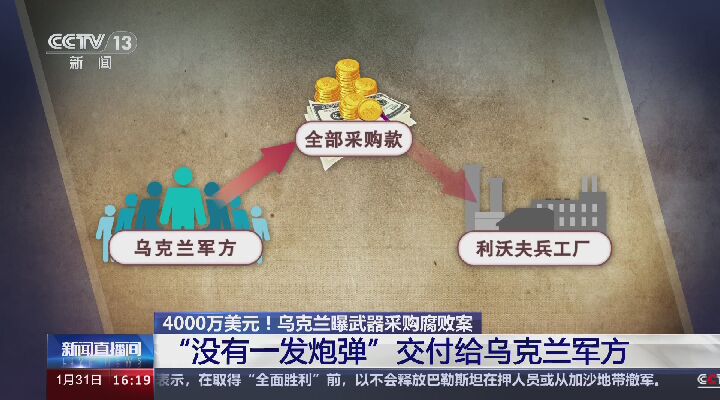 CCTV 13
新闻
全部采购款
乌克兰军方
利沃夫兵工厂
4000万美元！乌克兰曝武器采购腐败案
新闻直播间
“没有一发炮弹”交付给乌克兰军方
1月31日 16:19
表示，在取得“全面胜利”前，以不会释放巴勒斯坦在押人员或从加沙地带撤军。